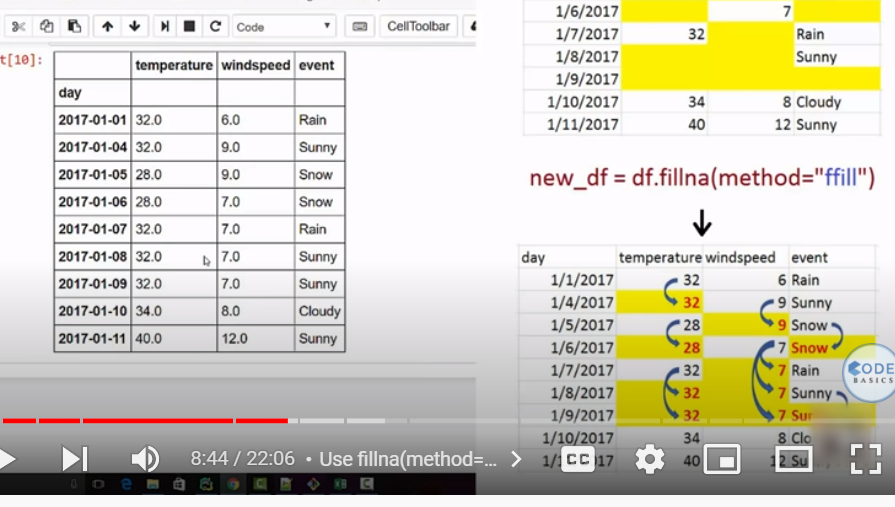 Code
CellToolbar
t[10]:
temperature windspeed event
day
2017-01-01 32.0 6.0 Rain
2017-01-04 32.0 9.0 Sunny
2017-01-05 28.0 9.0 Snow
2017-01-06 28.0 7.0 Snow
2017-01-07 32.0 7.0 Rain
2017-01-08 32.0 7.0 Sunny
2017-01-09 32.0 7.0 Sunny
2017-01-10 34.0 8.0 Cloudy
2017-01-11 40.0 12.0 Sunny
1/6/2017 7
1/7/2017 32 Rain
1/8/2017 Sunny
1/9/2017
1/10/2017 34 8 Cloudy
1/11/2017 40 12 Sunny
new_df = df.fillna(method="ffill")
day temperature windspeed event
1/1/2017 32 6 Rain
1/4/2017 32 9 Sunny
1/5/2017 28 9 Snow
1/6/2017 28 7 Snow
1/7/2017 32 7 Rain
1/8/2017 32 7 Sunny
1/9/2017 32 7 Su
1/10/2017 34 8 Clo
40 12 Su
CODE
BASICS
8:44 / 22:06 • Use fillna(method=...
CC